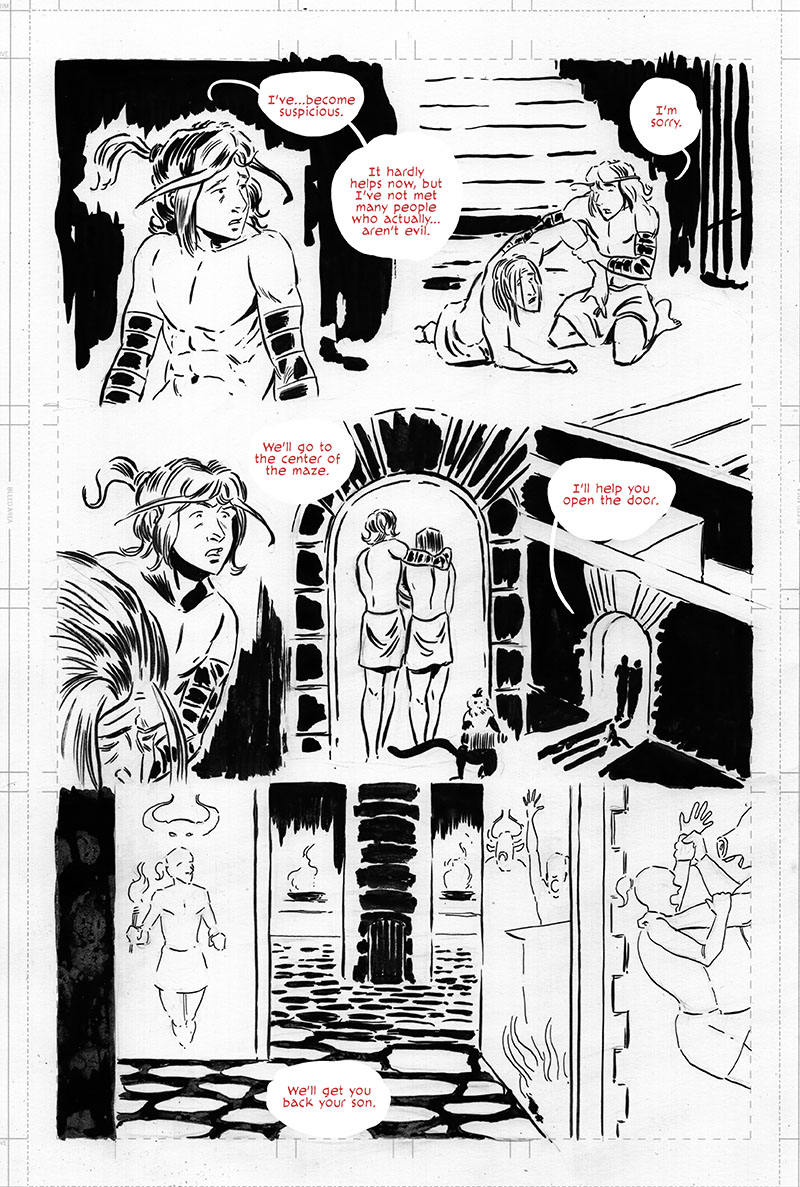 I've...become
suspicious.
It hardly
helps now, but
I've not met
many people
who actually...
aren't evil.
I'm
sorry.
We'll go to
the center of
the maze.
I'll help you
open the door.
We'll get you
back your son.
BLEED AREA